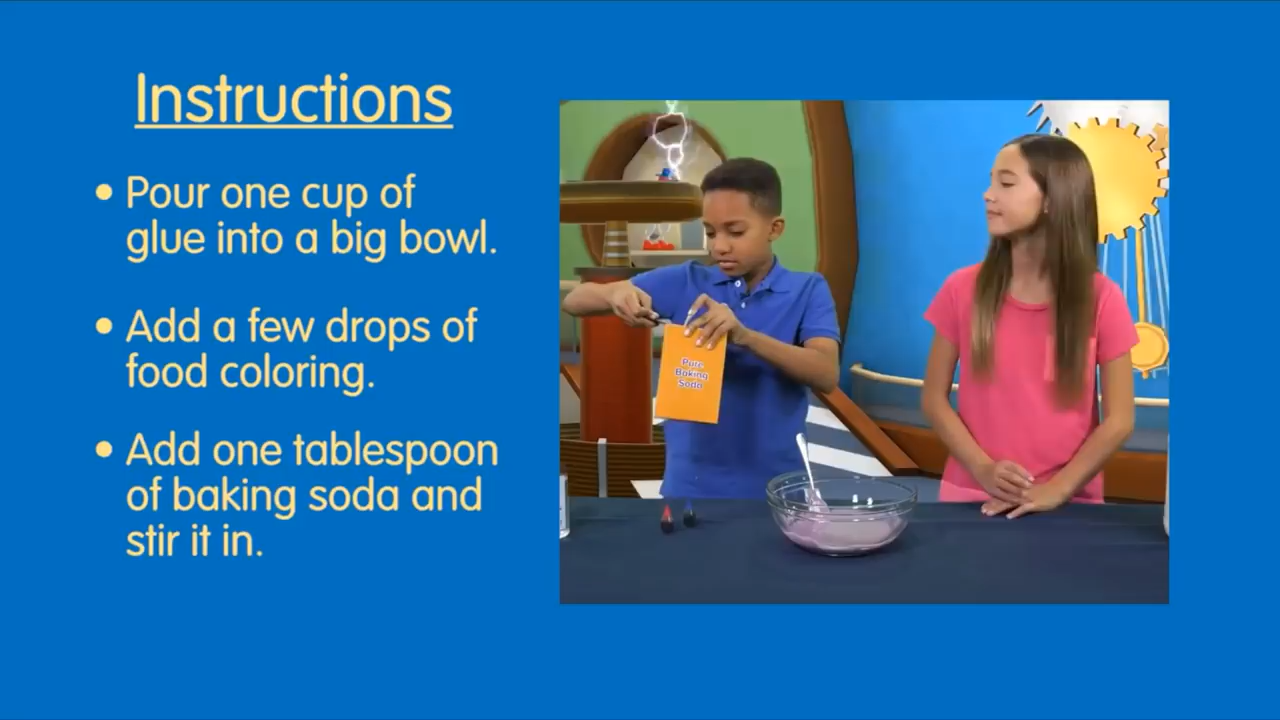 Instructions
• Pour one cup of
glue into a big bowl.
• Add a few drops of
food coloring.
• Add one tablespoon
of baking soda and
stir it in.
Pure
Baking
Soda